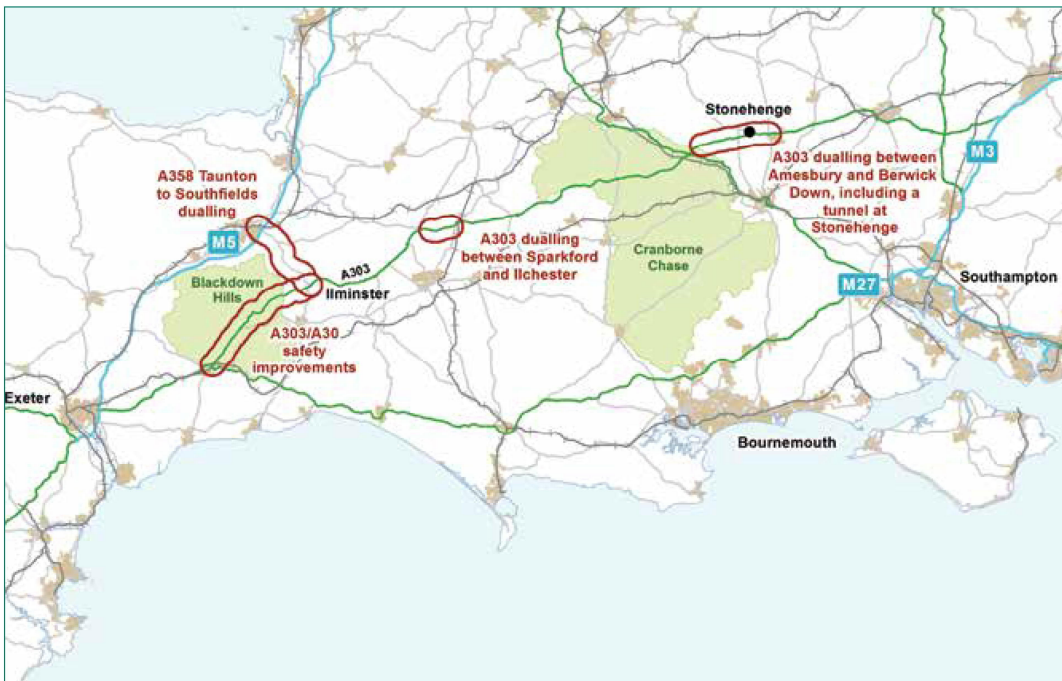 Stonehenge
M3
A303 dualling between
Amesbury and Berwick
Down, including a
tunnel at
Stonehenge
A358 Taunton
to Southfields
dualling
M5
A303 dualling
between Sparkford
and Ilchester
Cranborne
Chase
Blackdown
Hills
A303
Ilminster
M27
Southampton
A303/A30
safety
improvements
Exeter
Bournemouth